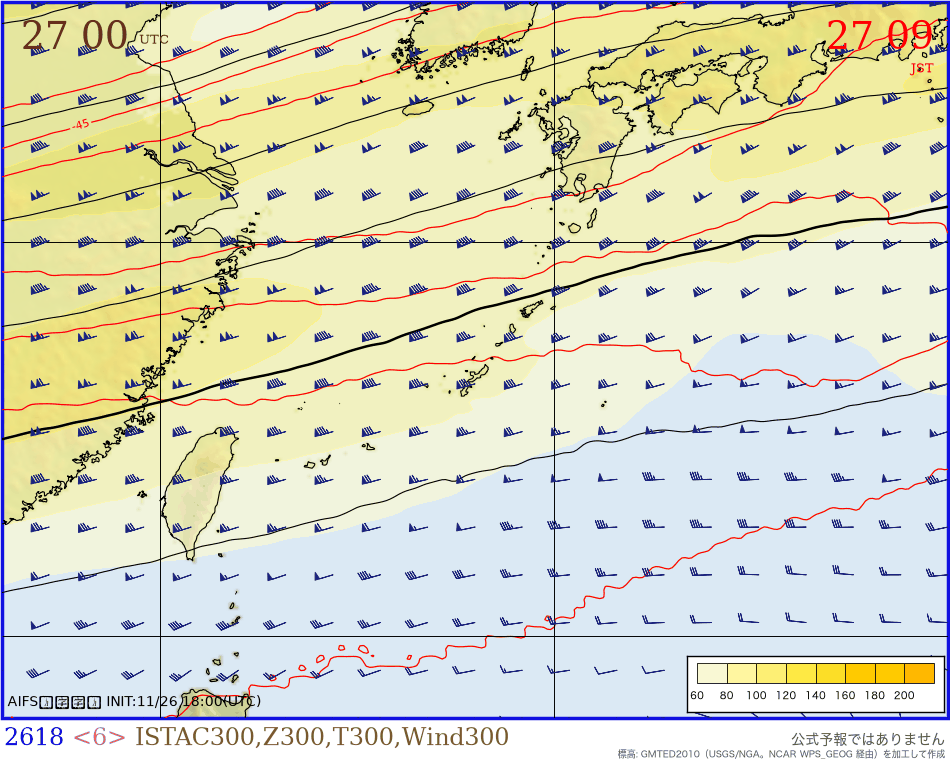 27 00 UTC
27 09
JST
-45
60 80 100 120 140 160 180 200
AIFS INIT:11/26 18:00(UTC)
2618 <6> ISTAC300,Z300,T300,Wind300
公式予報ではありません
標高: GMTED2010（USGS/NGA。NCAR WPS_GEOG 経由）を加工して作成